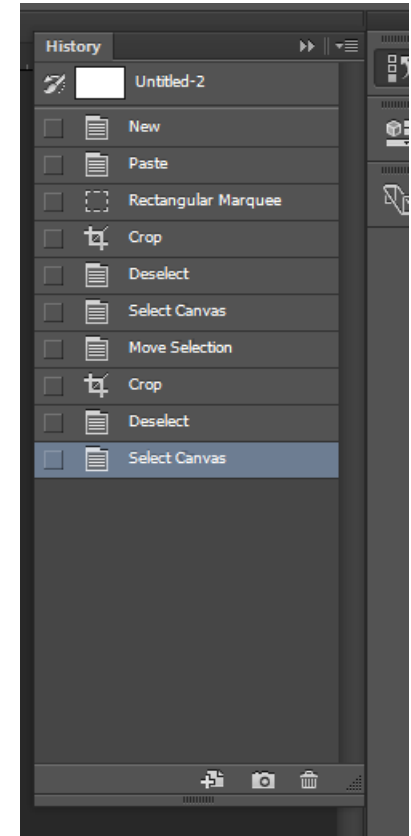 History
Untitled-2
New
Paste
Rectangular Marquee
Crop
Deselect
Select Canvas
Move Selection
Crop
Deselect
Select Canvas